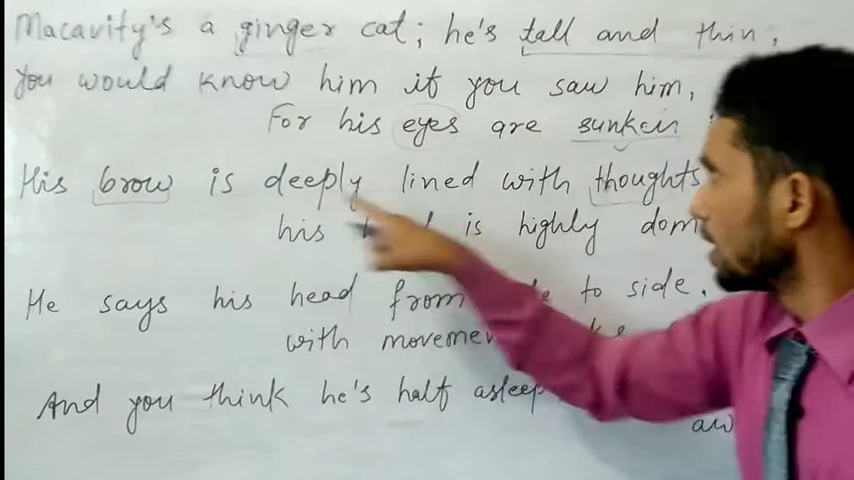 Macavity's a ginger cat; he's tall and thin,
You would know him if you saw him,
For his eyes are sunken
His brow is deeply lined with thoughts
his is highly dom
He says his head from to side.
with movemen
And you think he's half asleep
aw